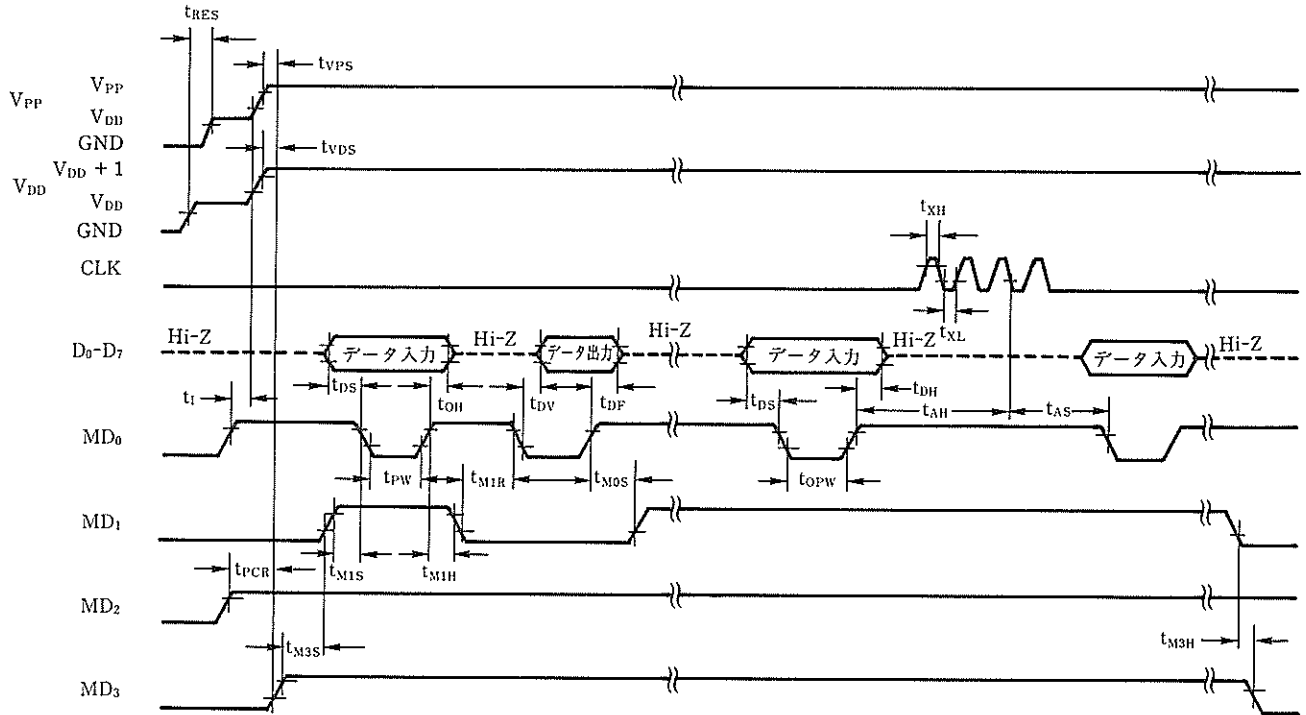 tRES
tVPS
VPP
VPP
VDD
GND
tVDS
VDD + 1
VDD
VDD
GND
tXH
CLK
tXL
Hi-Z
D0-D7
データ入力
Hi-Z
データ出力
Hi-Z
データ入力
Hi-Z
データ入力
Hi-Z
tDS
tOH
tDV
tDF
tDS
tDH
tI
tAH
tAS
MD0
tPW
tM1R
tM0S
tOPW
MD1
tPCR
tM1S
tM1H
MD2
tM3S
tM3H
MD3